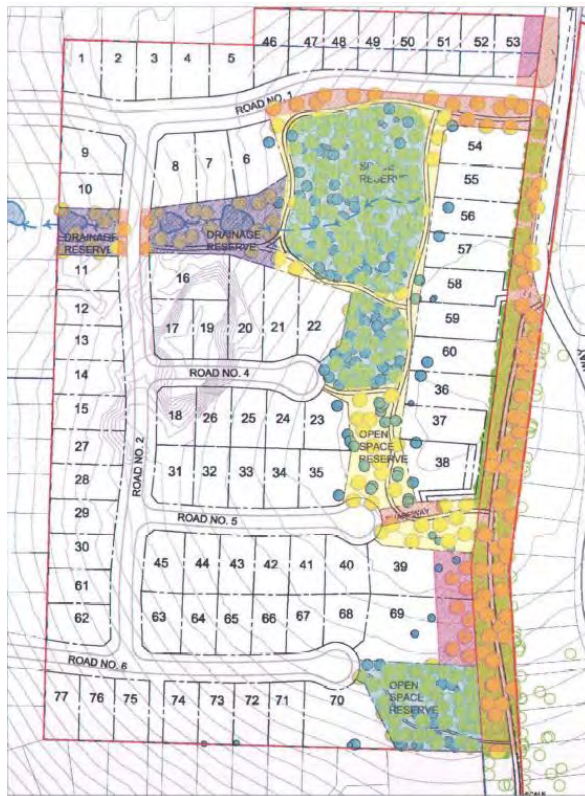 46 47 48 49 50 51 52 53
1 2 3 4 5
ROAD NO. 1
9 8 7 6 54
10 55
SPACE
RESERVE
56
DRAINAGE
RESERVE
DRAINAGE
RESERVE
57
11 16 58
12 17 19 20 21 22 59
13 60
14 ROAD NO. 4 36
15 18 26 25 24 23 37
27 ROAD NO. 2
OPEN
SPACE
RESERVE
28 31 32 33 34 35 38
29 ROAD NO. 5
30 45 44 43 42 41 40 39
61
62 63 64 65 66 67 68 69
ROAD NO. 6
77 76 75 74 73 72 71 70
OPEN
SPACE
RESERVE